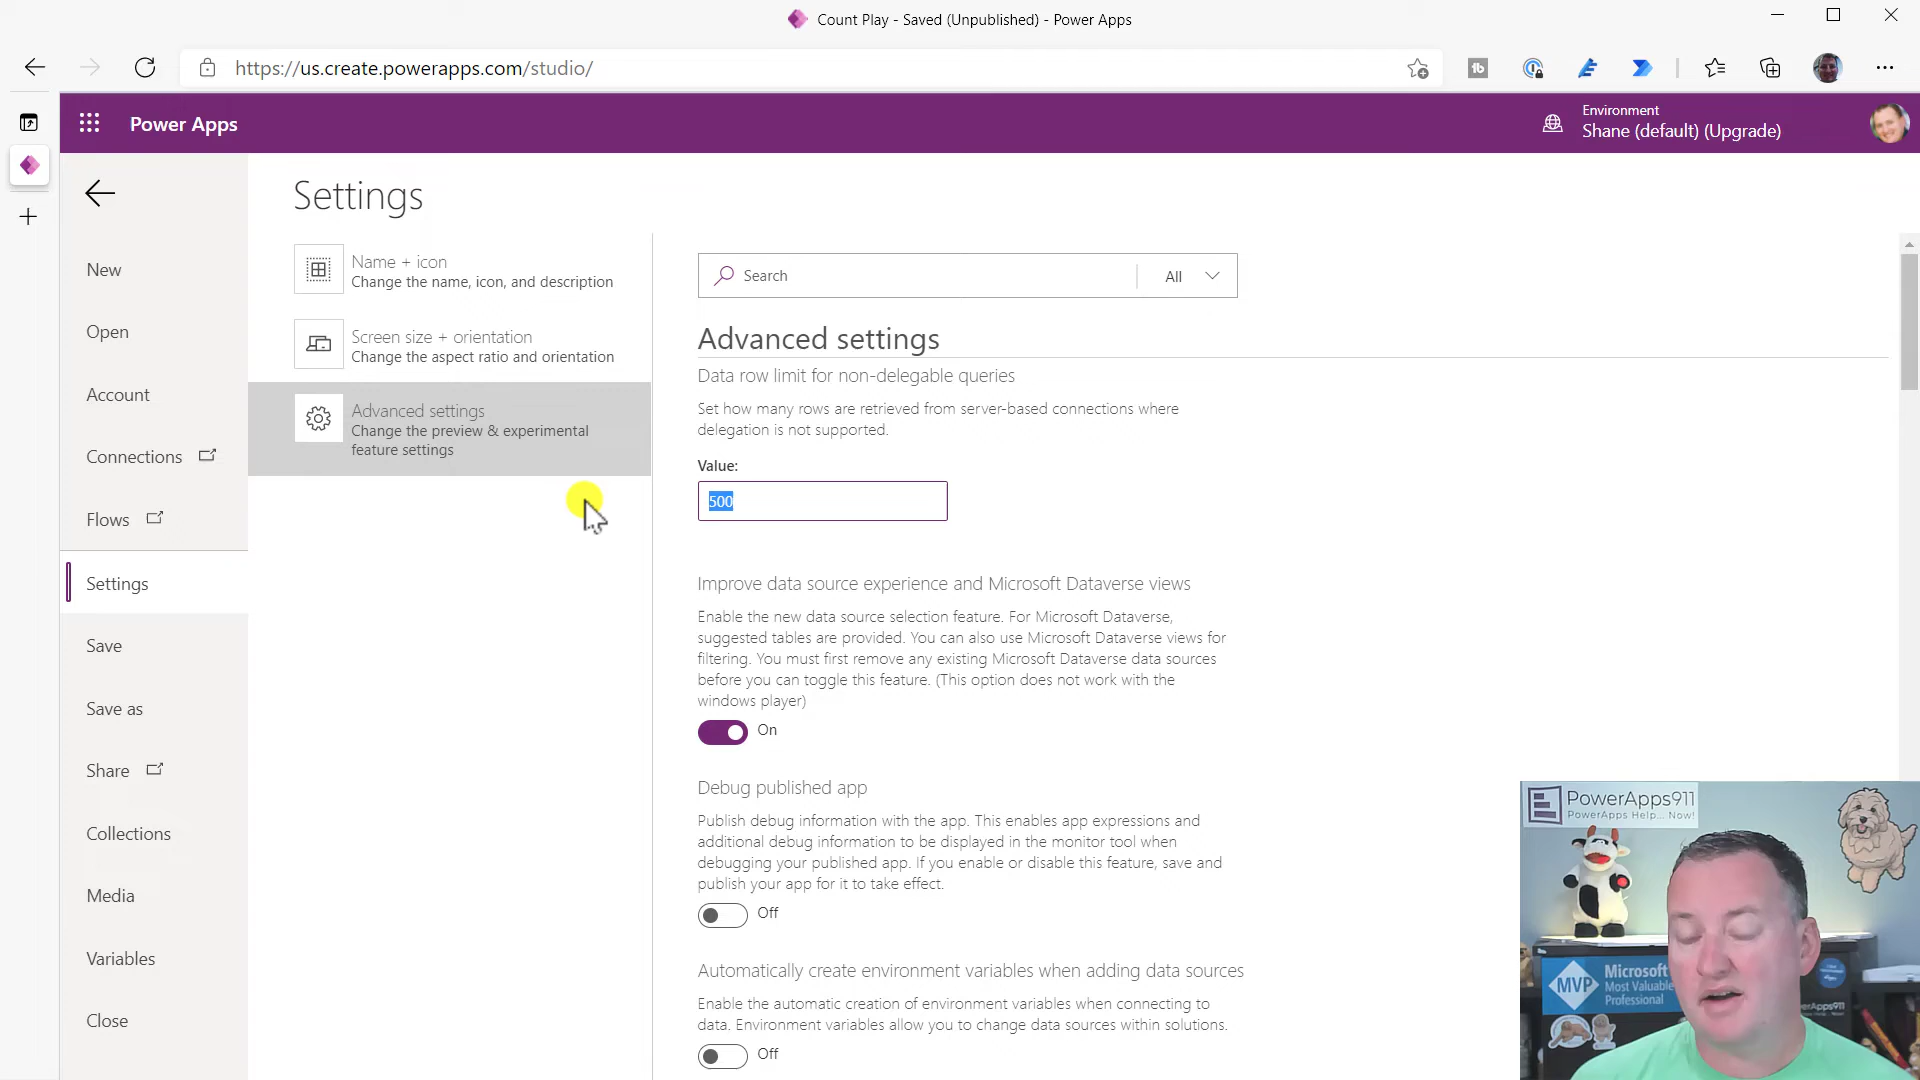 Count Play - Saved (Unpublished) - Power Apps
https://us.create.powerapps.com/studio/
Power Apps
Environment
Shane (default) (Upgrade)
Settings
New
Open
Account
Connections
Flows
Settings
Save
Save as
Share
Collections
Media
Variables
Close
Name + icon
Change the name, icon, and description
Screen size + orientation
Change the aspect ratio and orientation
Advanced settings
Change the preview & experimental
feature settings
Search
All
Advanced settings
Data row limit for non-delegable queries
Set how many rows are retrieved from server-based connections where
delegation is not supported.
Value:
500
Improve data source experience and Microsoft Dataverse views
Enable the new data source selection feature. For Microsoft Dataverse,
suggested tables are provided. You can also use Microsoft Dataverse views for
filtering. You must first remove any existing Microsoft Dataverse data sources
before you can toggle this feature. (This option does not work with the
windows player)
On
Debug published app
Publish debug information with the app. This enables app expressions and
additional debug information to be displayed in the monitor tool when
debugging your published app. If you enable or disable this feature, save and
publish your app for it to take effect.
Off
Automatically create environment variables when adding data sources
Enable the automatic creation of environment variables when connecting to
data. Environment variables allow you to change data sources within solutions.
Off
PowerApps911
PowerApps Help... Now!
MVP
Microsoft
Most Valuable
Professional